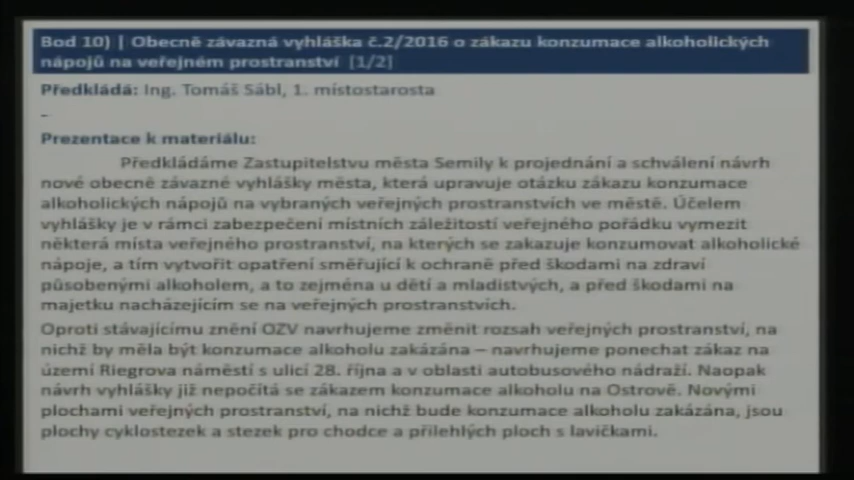 Bod 10) | Obecně závazná vyhláška č.2/2016 o zákazu konzumace alkoholických
nápojů na veřejném prostranství [1/2]
Předkládá: Ing. Tomáš Sábl, 1. místostarosta
–
Prezentace k materiálu:
Předkládáme Zastupitelstvu města Semily k projednání a schválení návrh
nové obecně závazné vyhlášky města, která upravuje otázku zákazu konzumace
alkoholických nápojů na vybraných veřejných prostranstvích ve městě. Účelem
vyhlášky je v rámci zabezpečení místních záležitostí veřejného pořádku vymezit
některá místa veřejného prostranství, na kterých se zakazuje konzumovat alkoholické
nápoje, a tím vytvořit opatření směřující k ochraně před škodami na zdraví
působenými alkoholem, a to zejména u dětí a mladistvých, a před škodami na
majetku nacházejícím se na veřejných prostranstvích.
Oproti stávajícímu znění OZV navrhujeme změnit rozsah veřejných prostranství, na
nichž by měla být konzumace alkoholu zakázána – navrhujeme ponechat zákaz na
území Riegrova náměstí s ulicí 28. října a v oblasti autobusového nádraží. Naopak
návrh vyhlášky již nepočítá se zákazem konzumace alkoholu na Ostrově. Novými
plochami veřejných prostranství, na nichž bude konzumace alkoholu zakázána, jsou
plochy cyklostezek a stezek pro chodce a přilehlých ploch s lavičkami.